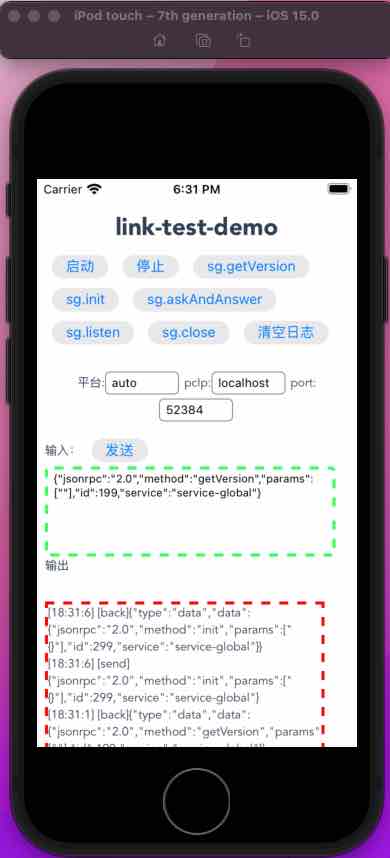 iPod touch – 7th generation – iOS 15.0
Carrier 6:31 PM
link-test-demo
启动 停止 sg.getVersion
sg.init sg.askAndAnswer
sg.listen sg.close 清空日志
平台: auto pcIp: localhost port:
52384
输入： 发送
{"jsonrpc":"2.0","method":"getVersion","params":
[""],"id":199,"service":"service-global"}
输出
[18:31:6] [back]{"type":"data","data":
{"jsonrpc":"2.0","method":"init","params":["
{}"],"id":299,"service":"service-global"}}
[18:31:6] [send]
{"jsonrpc":"2.0","method":"init","params":["
{}"],"id":299,"service":"service-global"}
[18:31:1] [back]{"type":"data","data":
{"jsonrpc":"2.0","method":"getVersion","params":